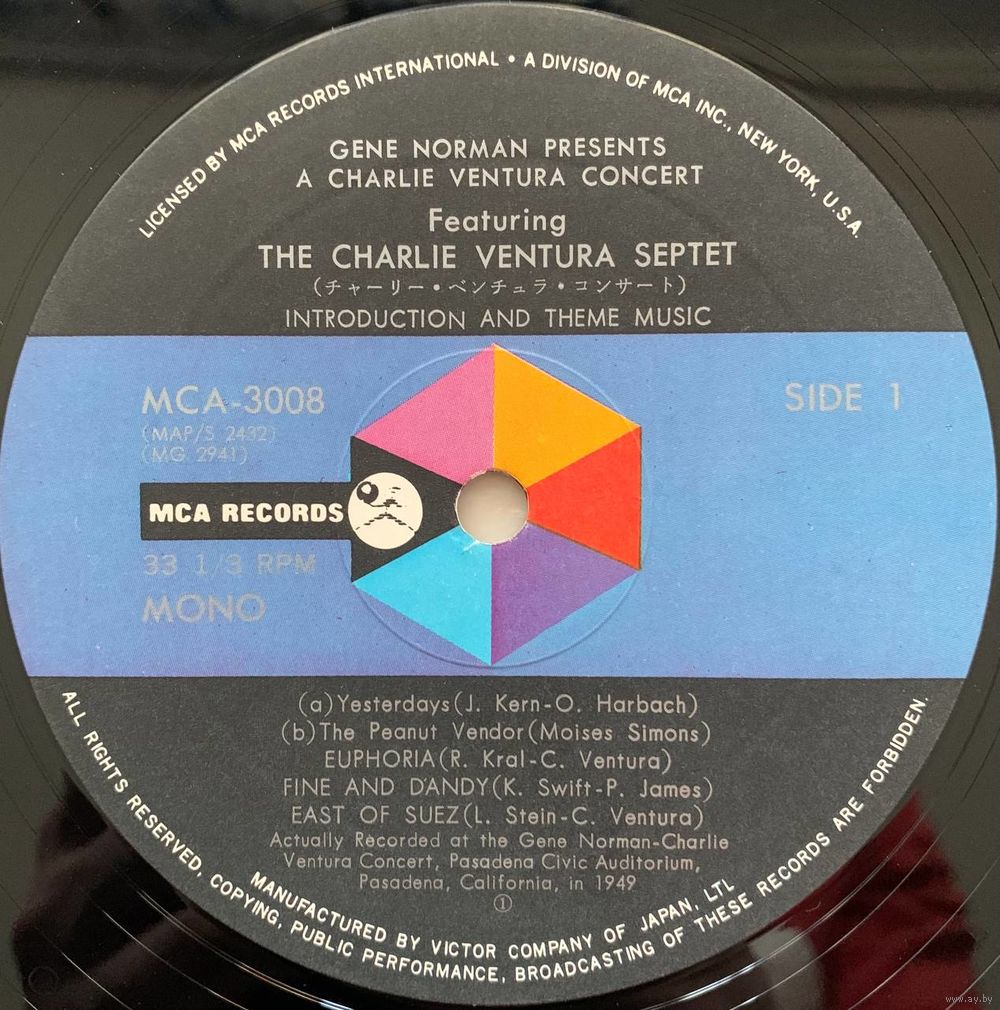 LICENSED BY MCA RECORDS INTERNATIONAL • A DIVISION OF MCA INC., NEW YORK, U.S.A.
GENE NORMAN PRESENTS
A CHARLIE VENTURA CONCERT
Featuring
THE CHARLIE VENTURA SEPTET
(チャーリー・ベンチュラ・コンサート)
INTRODUCTION AND THEME MUSIC
MCA-3008
SIDE 1
(MAP/S 2432)
(MG 2941)
MCA RECORDS
33 1/3 RPM
MONO
(a)Yesterdays(J. Kern-O. Harbach)
(b)The Peanut Vendor(Moises Simons)
EUPHORIA(R. Kral-C. Ventura)
FINE AND DANDY(K. Swift-P. James)
EAST OF SUEZ(L. Stein-C. Ventura)
Actually Recorded at the Gene Norman-Charlie
Ventura Concert, Pasadena Civic Auditorium,
Pasadena, California, in 1949
①
MANUFACTURED BY VICTOR COMPANY OF JAPAN, LTL
ALL RIGHTS RESERVED, COPYING, PUBLIC PERFORMANCE, BROADCASTING OF THESE RECORDS ARE FORBIDDEN.
www.ay.by